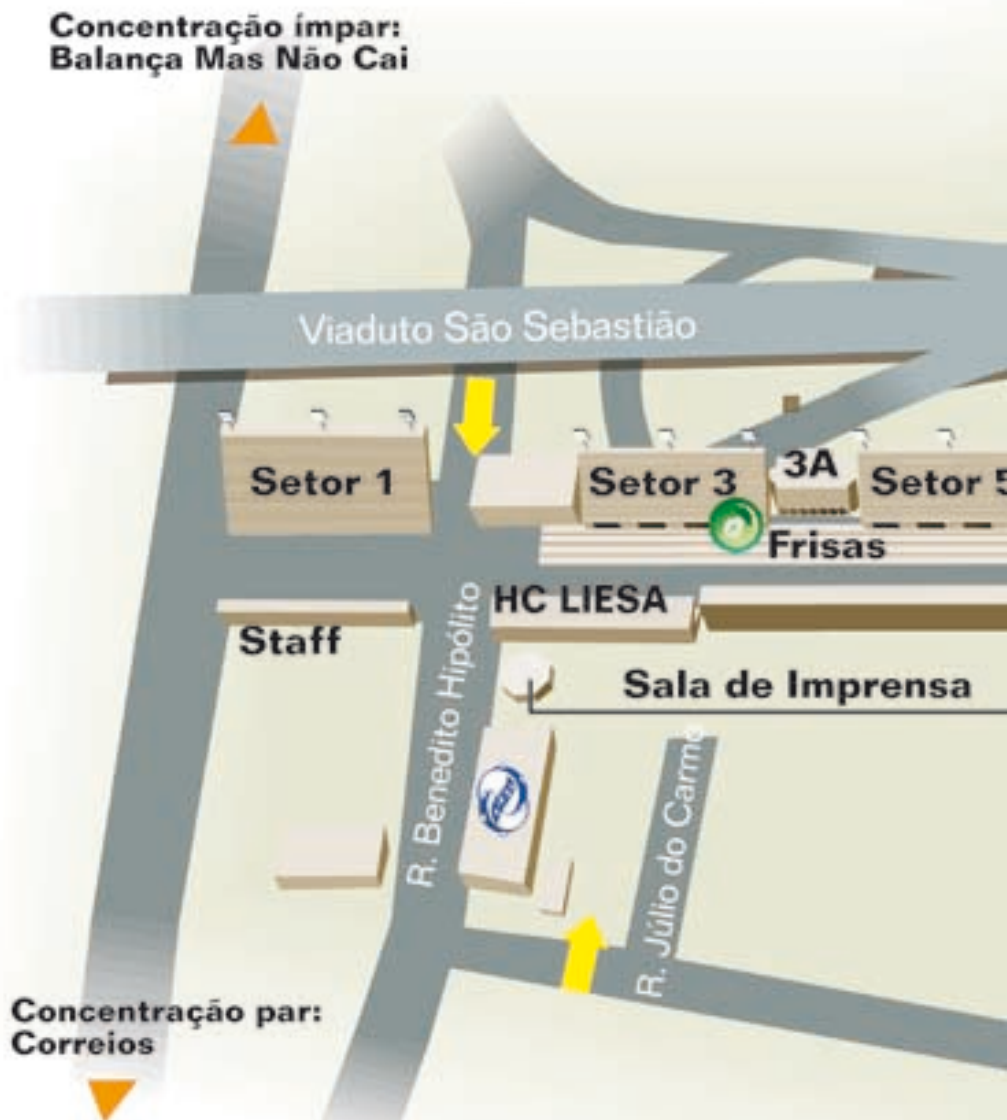 Concentração ímpar:
Balança Mas Não Cai
Viaduto São Sebastião
Setor 1
Setor 3
3A
Setor 5
Frisas
HC LIESA
Staff
R. Benedito Hipólito
Sala de Imprensa
R. Júlio do Carmo
Concentração par:
Correios